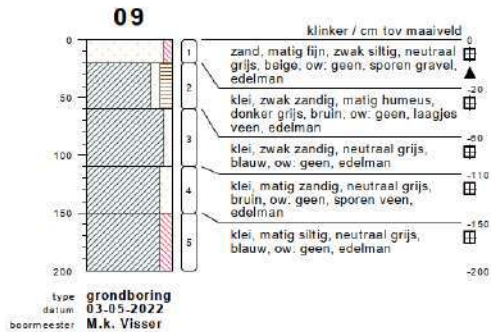 09
klinker / cm tov maaiveld
0
0
1
zand, matig fijn, zwak siltig, neutraal
grijs, beige, ow: geen, sporen gravel,
edelman
-20
2
50
klei, zwak zandig, matig humeus,
donker grijs, bruin, ow: geen, laagjes
veen, edelman
-60
3
klei, zwak zandig, neutraal grijs,
blauw, ow: geen, edelman
100
-110
4
klei, matig zandig, neutraal grijs,
bruin, ow: geen, sporen veen,
edelman
150
-150
5
klei, matig siltig, neutraal grijs,
blauw, ow: geen, edelman
200
-200
type grondboring
datum 03-05-2022
boormeester M.k. Visser